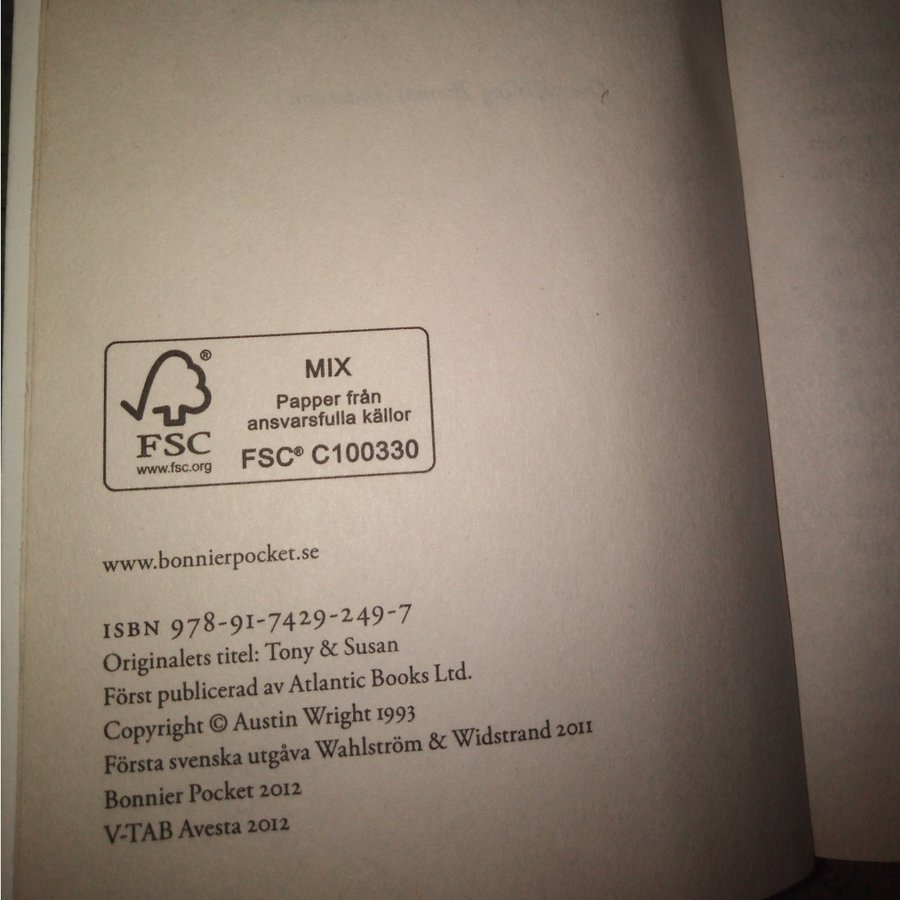 MIX
Papper från
ansvarsfulla källor
FSC® C100330
®
FSC
www.fsc.org
www.bonnierpocket.se
ISBN 978-91-7429-249-7
Originalets titel: Tony & Susan
Först publicerad av Atlantic Books Ltd.
Copyright © Austin Wright 1993
Första svenska utgåva Wahlström & Widstrand 2011
Bonnier Pocket 2012
V-TAB Avesta 2012